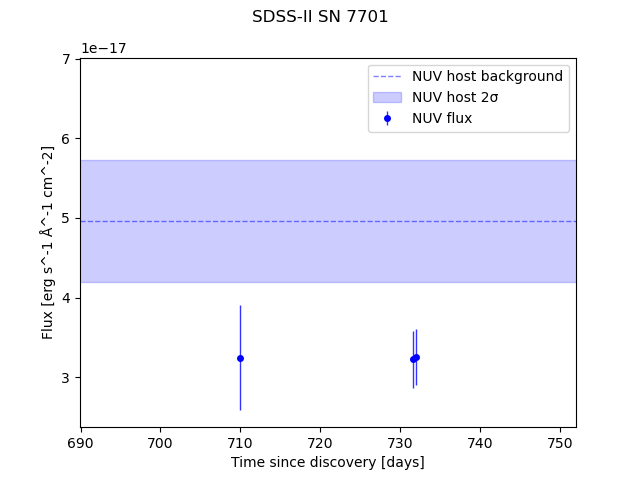 SDSS-II SN 7701
1e−17
NUV host background
NUV host 2σ
NUV flux
7
6
5
4
3
Flux [erg s^-1 Å^-1 cm^-2]
690 700 710 720 730 740 750
Time since discovery [days]